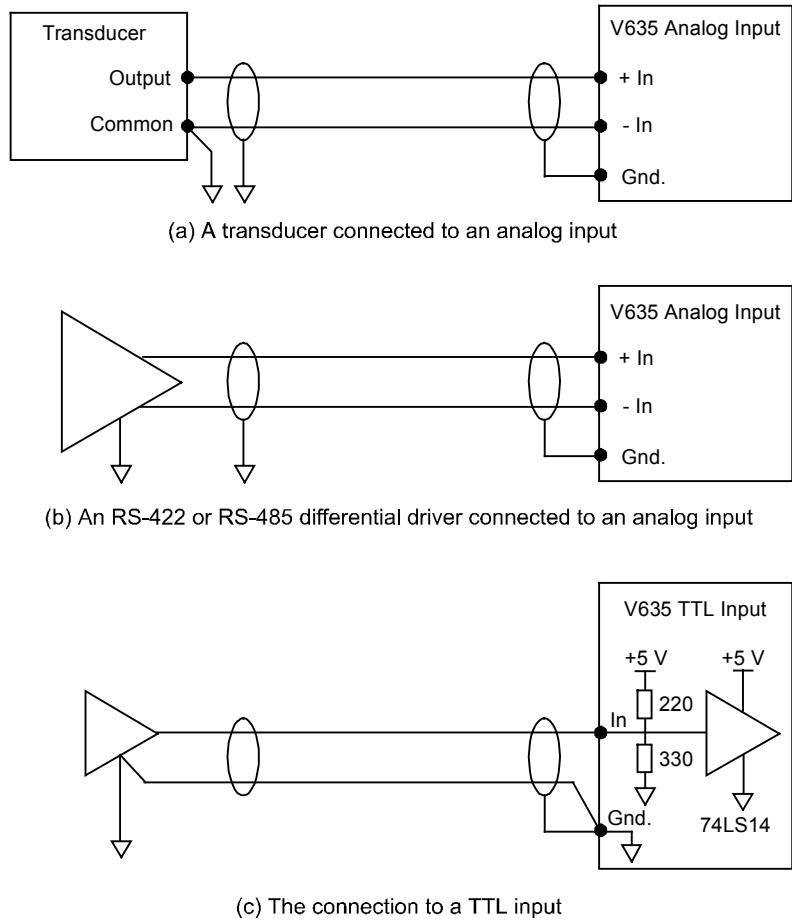 Transducer
Output
Common
V635 Analog Input
+ In
- In
Gnd.
(a) A transducer connected to an analog input
V635 Analog Input
+ In
- In
Gnd.
(b) An RS-422 or RS-485 differential driver connected to an analog input
V635 TTL Input
+5 V
+5 V
In
220
330
Gnd.
74LS14
(c) The connection to a TTL input